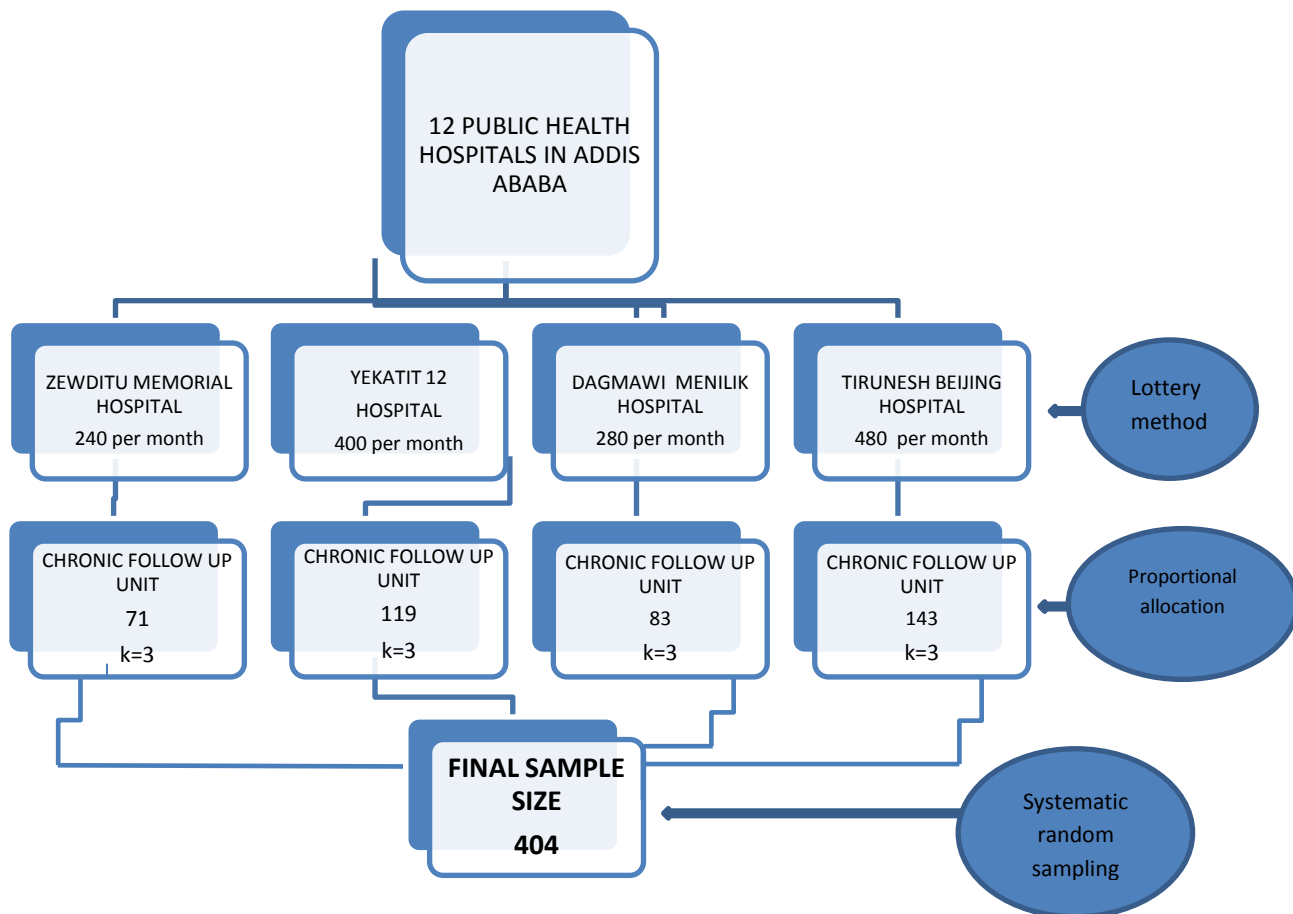 12 PUBLIC HEALTH
HOSPITALS IN ADDIS
ABABA
ZEWDITU MEMORIAL
HOSPITAL
240 per month
YEKATIT 12
HOSPITAL
400 per month
DAGMAWI MENILIK
HOSPITAL
280 per month
TIRUNESH BEIJING
HOSPITAL
480 per month
Lottery
method
CHRONIC FOLLOW UP
UNIT
71
k=3
CHRONIC FOLLOW UP
UNIT
119
k=3
CHRONIC FOLLOW UP
UNIT
83
k=3
CHRONIC FOLLOW UP
UNIT
143
k=3
Proportional
allocation
FINAL SAMPLE
SIZE
404
Systematic
random
sampling